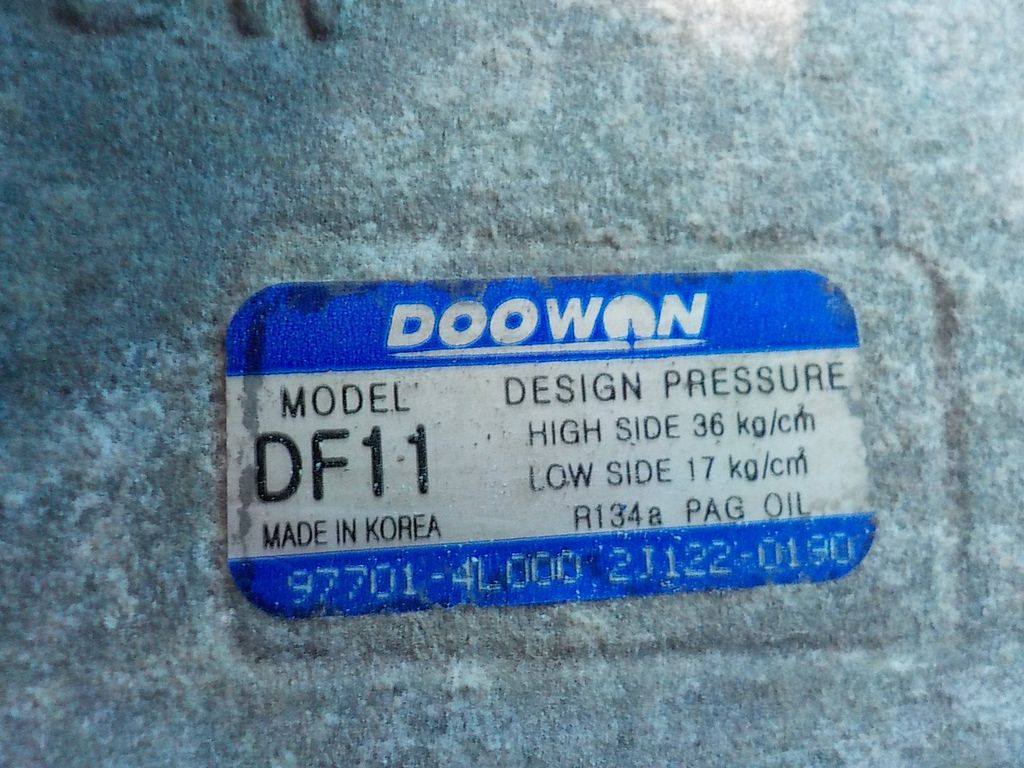 DOOWON
MODEL
DF11
MADE IN KOREA
DESIGN PRESSURE
HIGH SIDE 36 kg/cm²
LOW SIDE 17 kg/cm²
R134a PAG OIL
97701-4L000 2J122-0190